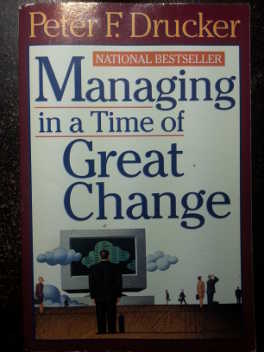 Peter F. Drucker
NATIONAL BESTSELLER
Managing
in a Time of
Great
Change